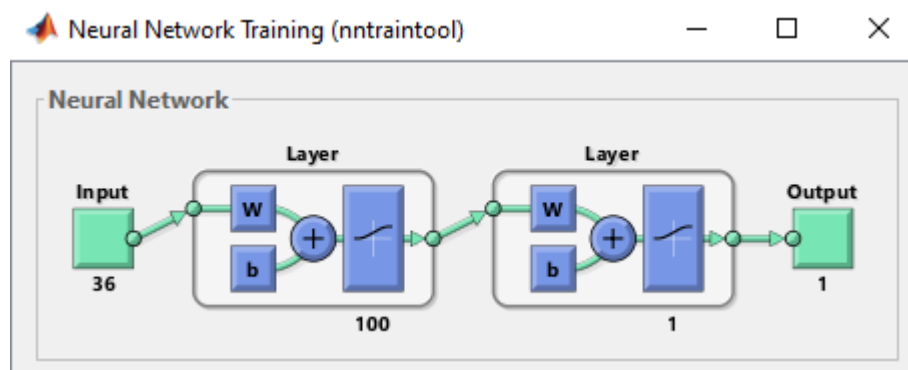 Neural Network Training (nntraintool)
Neural Network
Layer Layer
Input Output
W W
b b
36 1
100 1